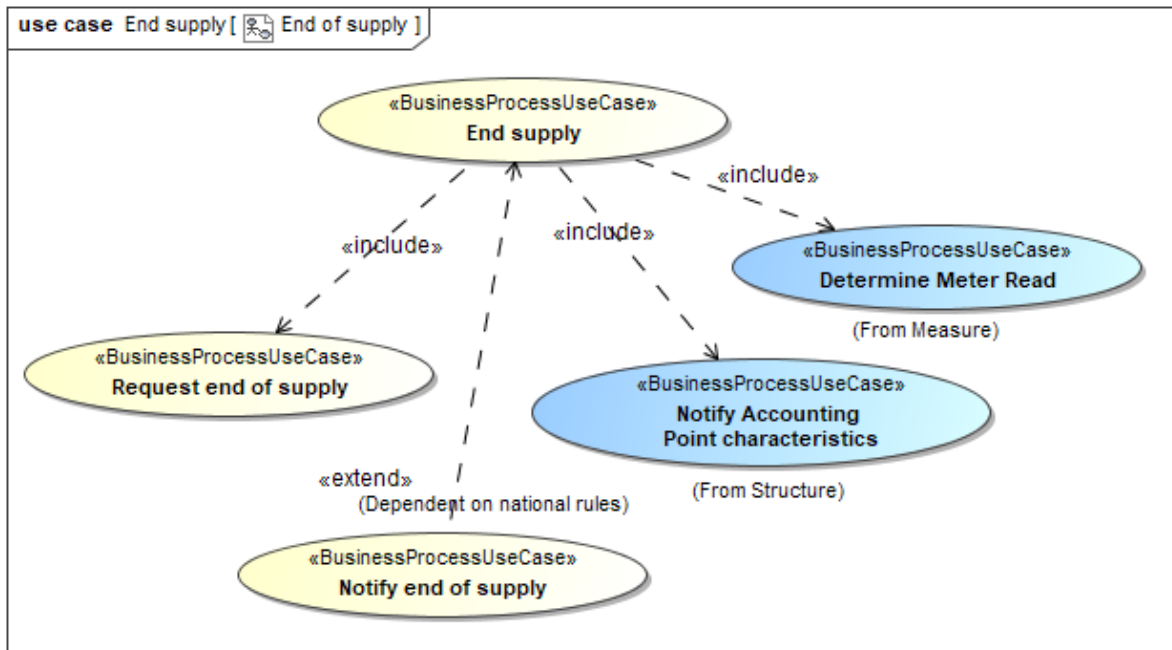 use case End supply [ End of supply ]
«BusinessProcessUseCase»
End supply
«include»
«include»
«include»
«BusinessProcessUseCase»
Determine Meter Read
(From Measure)
«BusinessProcessUseCase»
Request end of supply
«BusinessProcessUseCase»
Notify Accounting
Point characteristics
(From Structure)
«extend»
(Dependent on national rules)
«BusinessProcessUseCase»
Notify end of supply